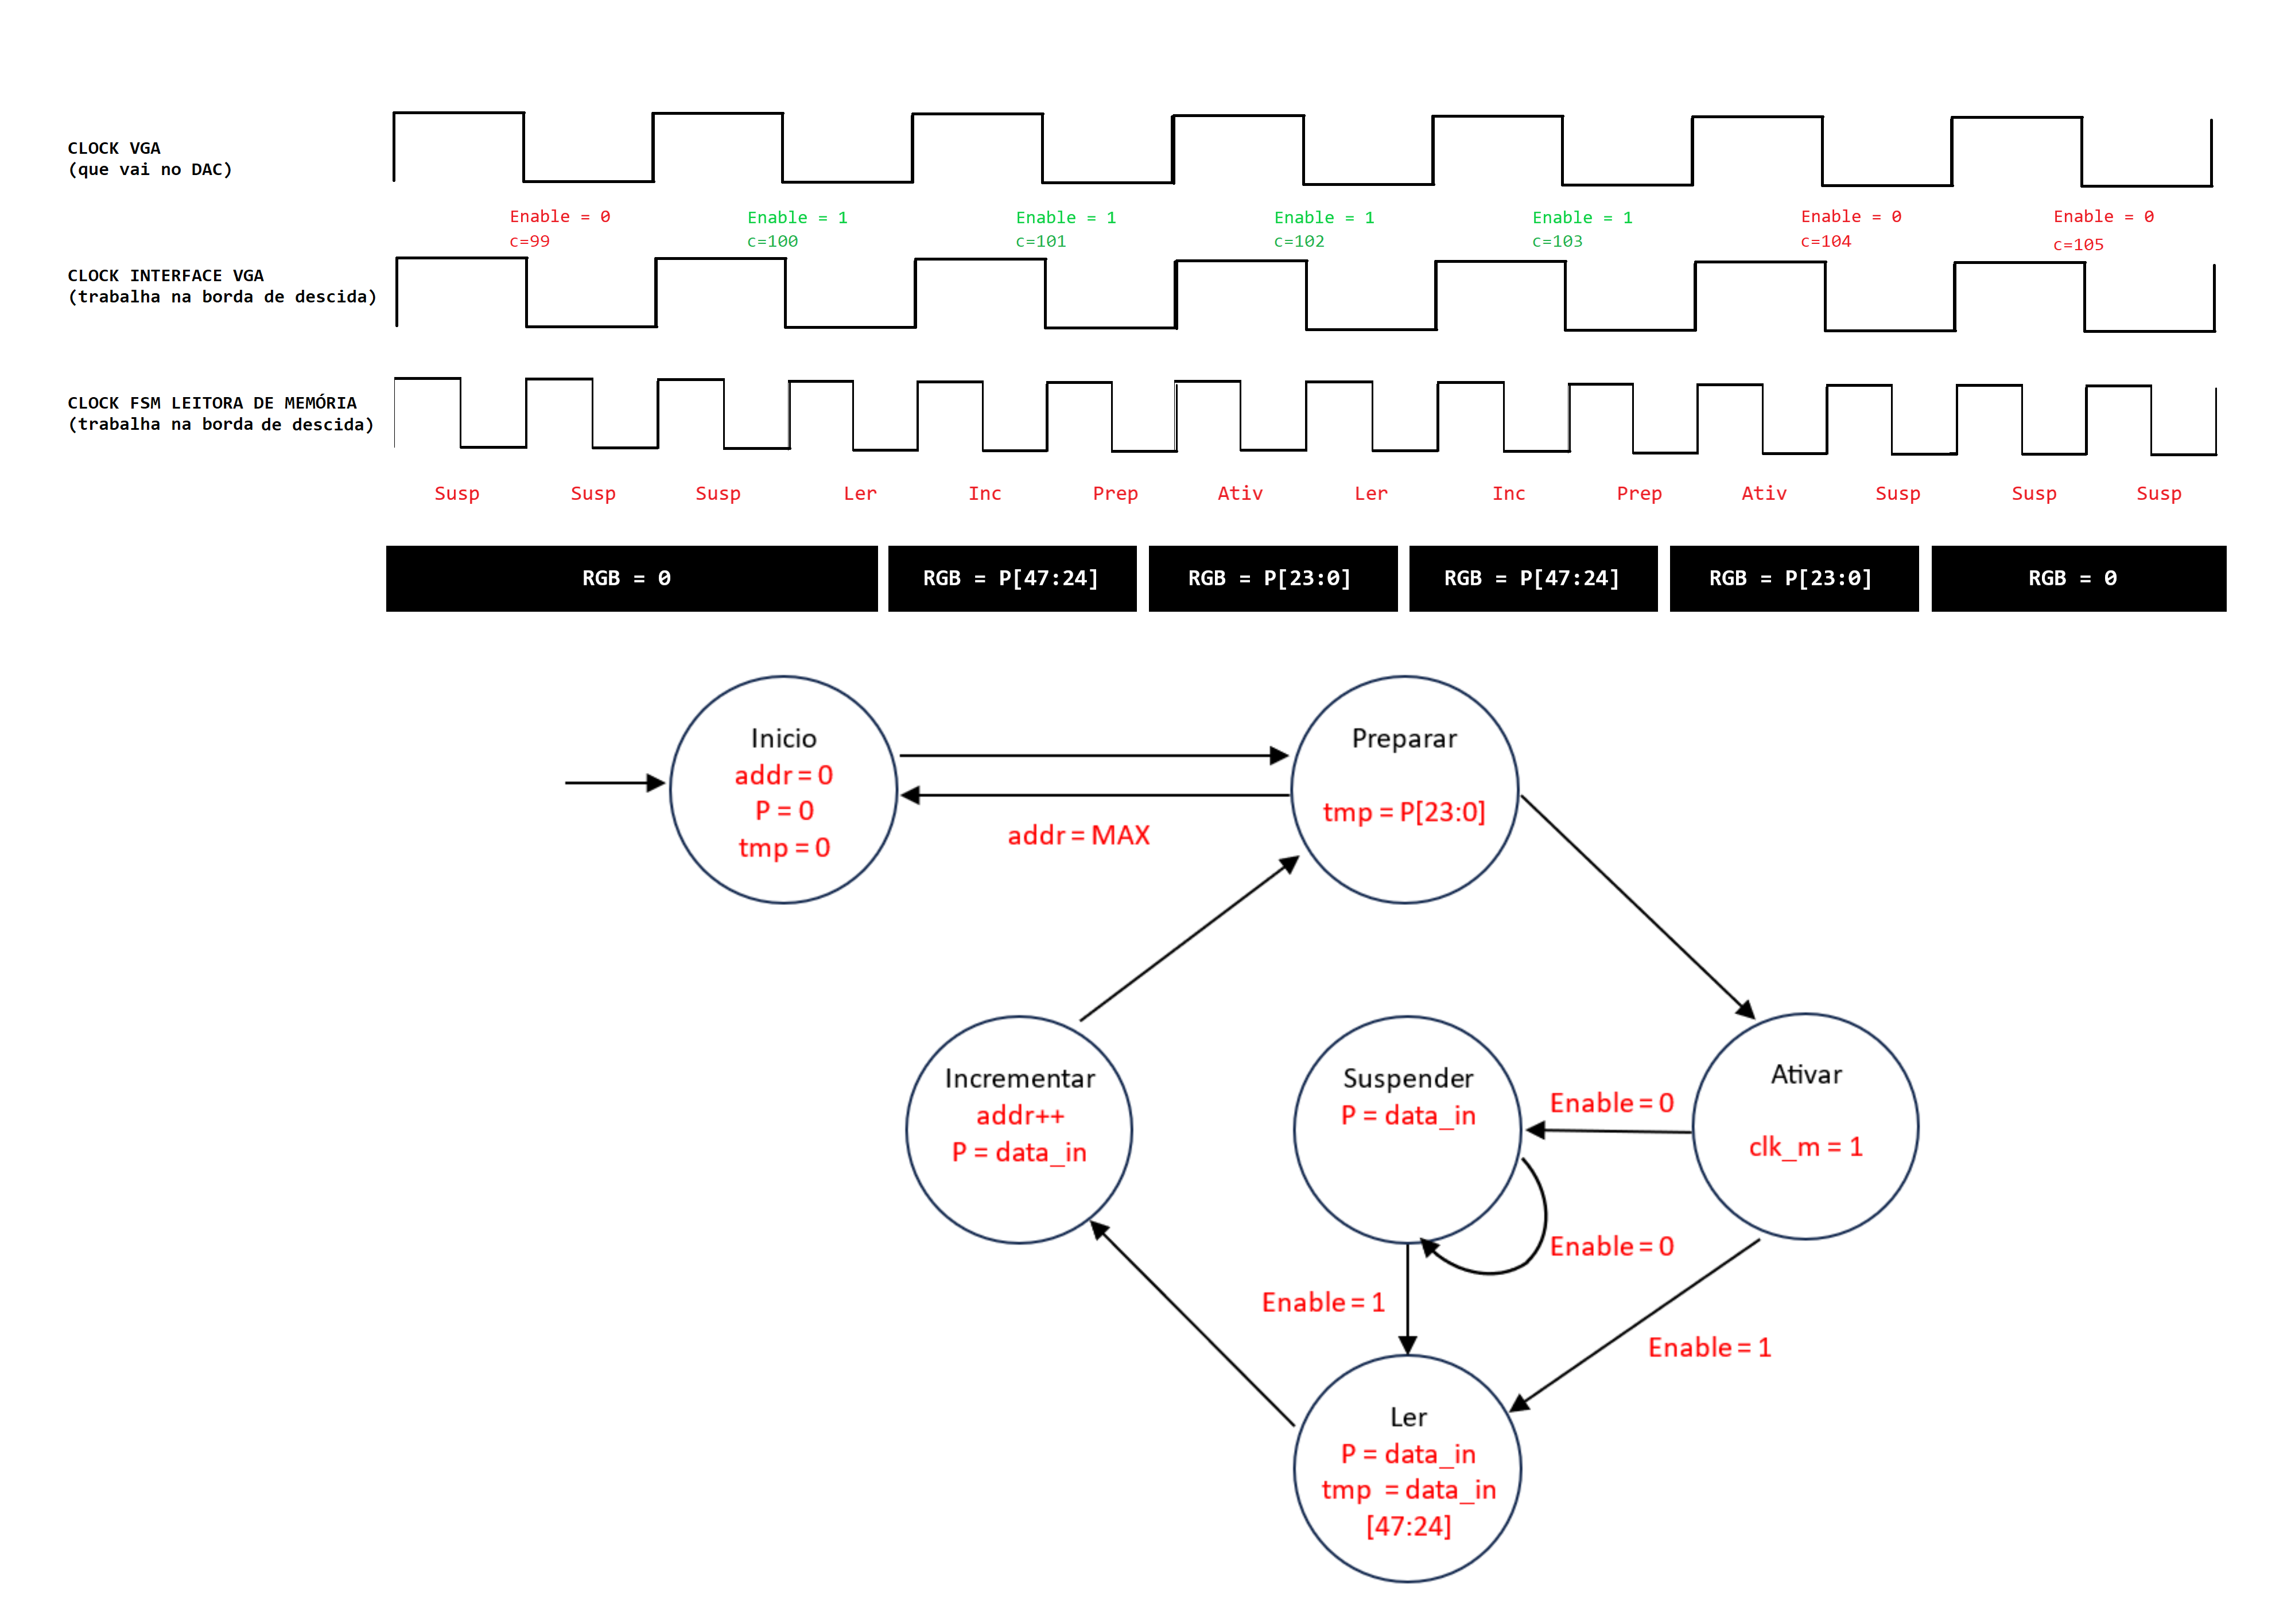 CLOCK VGA
(que vai no DAC)
Enable = 0
c=99
Enable = 1
c=100
Enable = 1
c=101
Enable = 1
c=102
Enable = 1
c=103
Enable = 0
c=104
Enable = 0
c=105
CLOCK INTERFACE VGA
(trabalha na borda de descida)
CLOCK FSM LEITORA DE MEMÓRIA
(trabalha na borda de descida)
Susp Susp Susp Ler Inc Prep Ativ Ler Inc Prep Ativ Susp Susp Susp
RGB = 0 RGB = P[47:24] RGB = P[23:0] RGB = P[47:24] RGB = P[23:0] RGB = 0
Inicio
addr = 0
P = 0
tmp = 0
addr = MAX
Preparar
tmp = P[23:0]
Incrementar
addr++
P = data_in
Suspender
P = data_in
Enable = 0
Ativar
clk_m = 1
Enable = 0
Enable = 1
Enable = 1
Ler
P = data_in
tmp = data_in
[47:24]